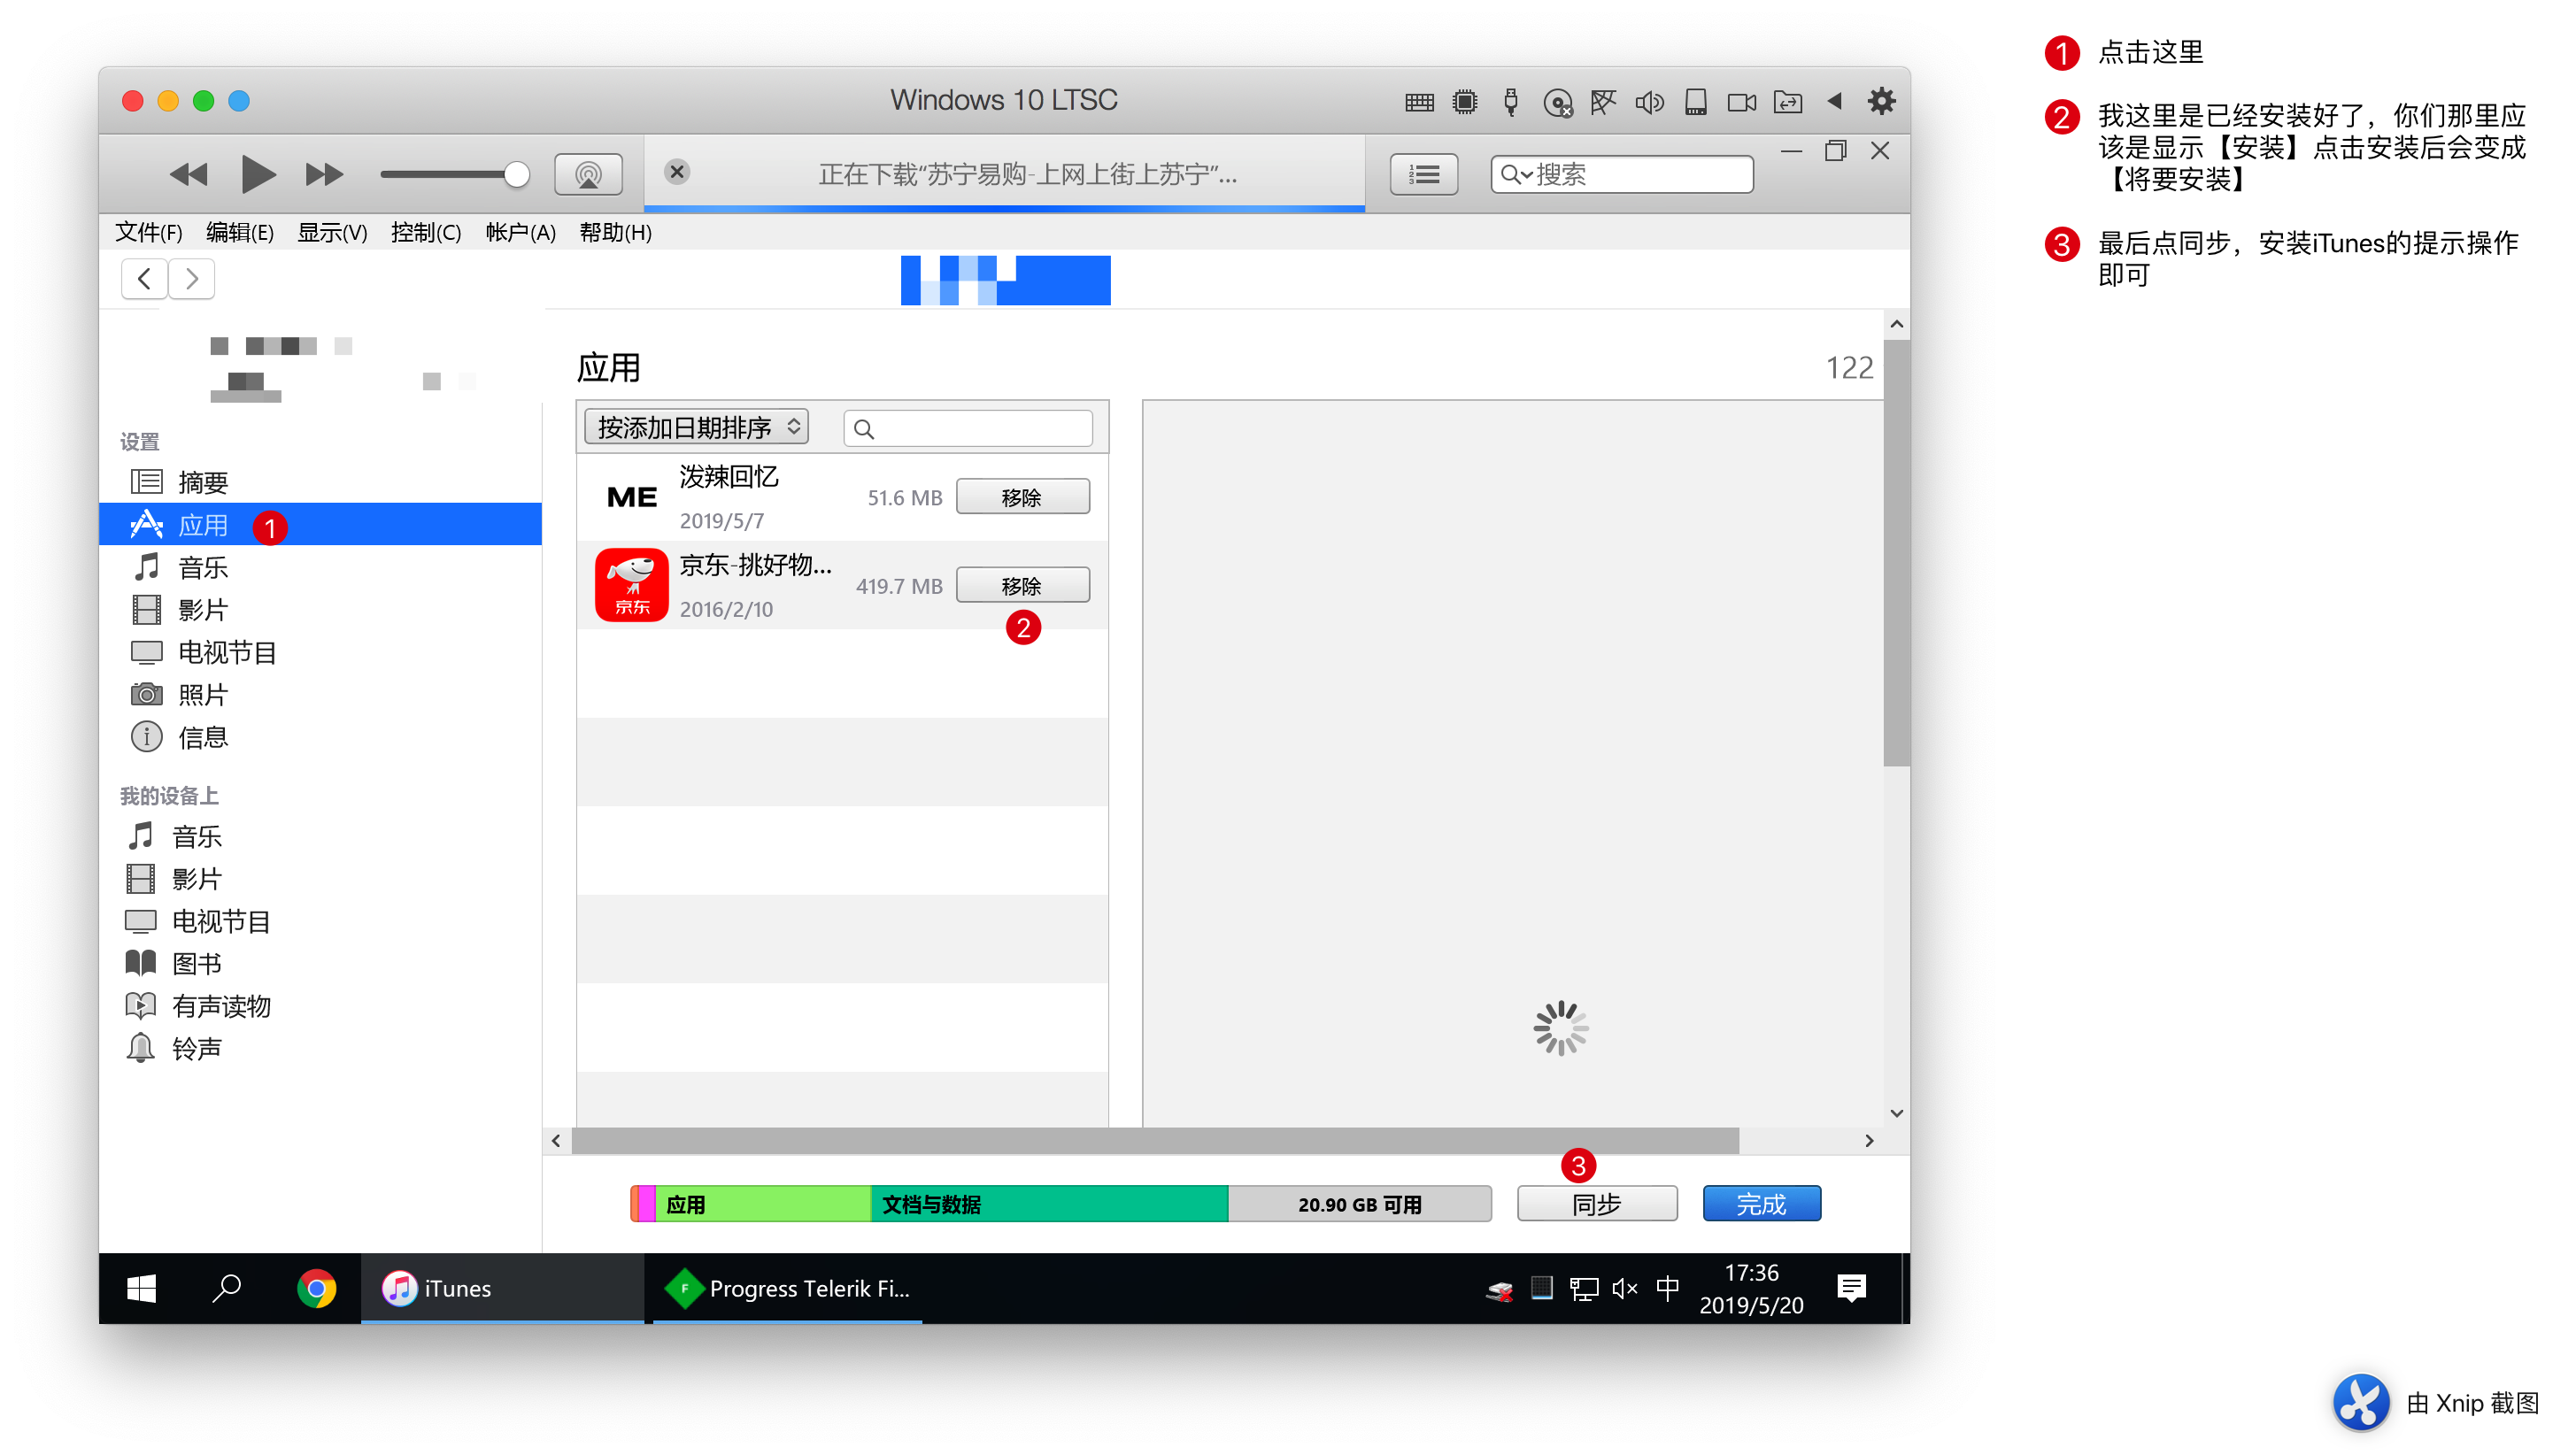 Windows 10 LTSC
正在下载“苏宁易购-上网上街上苏宁”...
搜索
文件(F) 编辑(E) 显示(V) 控制(C) 帐户(A) 帮助(H)
设置
摘要
应用 1
音乐
影片
电视节目
照片
信息
我的设备上
音乐
影片
电视节目
图书
有声读物
铃声
应用
122
按添加日期排序
ME
泼辣回忆
2019/5/7
51.6 MB
移除
京东
京东-挑好物...
2016/2/10
419.7 MB
移除
2
3
应用
文档与数据
20.90 GB 可用
同步
完成
iTunes
Progress Telerik Fi...
中
17:36
2019/5/20
1 点击这里
2 我这里是已经安装好了，你们那里应
该是显示【安装】点击安装后会变成
【将要安装】
3 最后点同步，安装iTunes的提示操作
即可
由 Xnip 截图